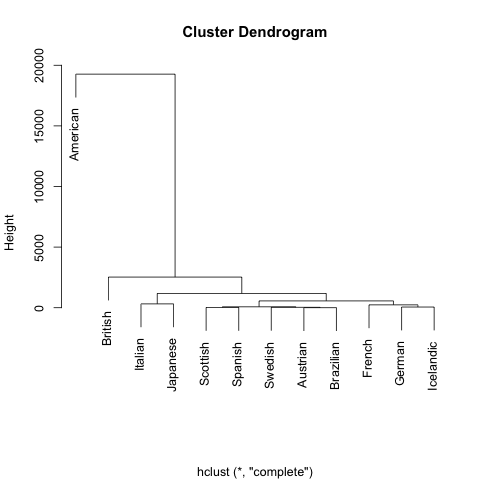 Cluster Dendrogram
Height
20000
15000
10000
5000
0
American
British
Italian
Japanese
Scottish
Spanish
Swedish
Austrian
Brazilian
French
German
Icelandic
hclust (*, "complete")